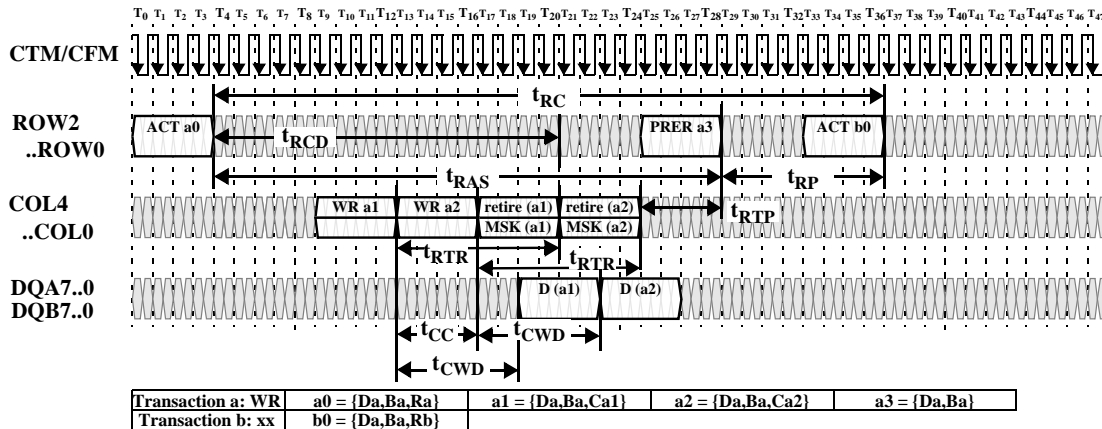 T0 T1 T2 T3 T4 T5 T6 T7 T8 T9 T10 T11 T12 T13 T14 T15 T16 T17 T18 T19 T20 T21 T22 T23 T24 T25 T26 T27 T28 T29 T30 T31 T32 T33 T34 T35 T36 T37 T38 T39 T40 T41 T42 T43 T44 T45 T46 T47
CTM/CFM
tRC
ROW2
..ROW0
ACT a0
tRCD
PRER a3
ACT b0
tRAS
tRP
COL4
..COL0
WR a1
WR a2
retire (a1)
MSK (a1)
retire (a2)
MSK (a2)
tRTP
tRTR
tRTR
DQA7..0
DQB7..0
D (a1)
D (a2)
tCC
tCWD
tCWD
Transaction a: WR a0 = {Da,Ba,Ra} a1 = {Da,Ba,Ca1} a2 = {Da,Ba,Ca2} a3 = {Da,Ba}
Transaction b: xx b0 = {Da,Ba,Rb}